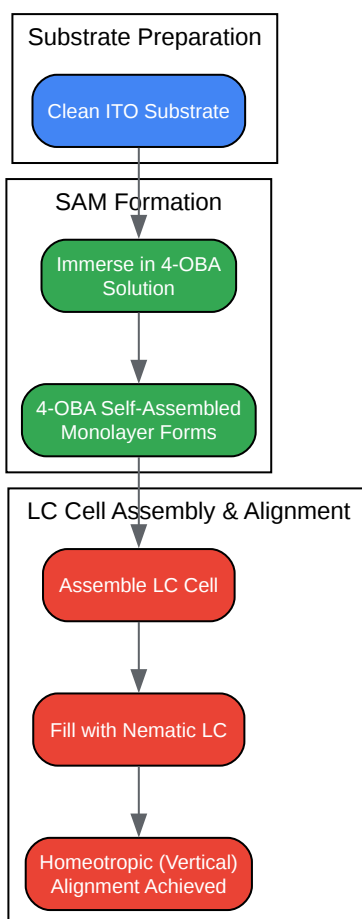 Substrate Preparation
Clean ITO Substrate
SAM Formation
Immerse in 4-OBA
Solution
4-OBA Self-Assembled
Monolayer Forms
LC Cell Assembly & Alignment
Assemble LC Cell
Fill with Nematic LC
Homeotropic (Vertical)
Alignment Achieved